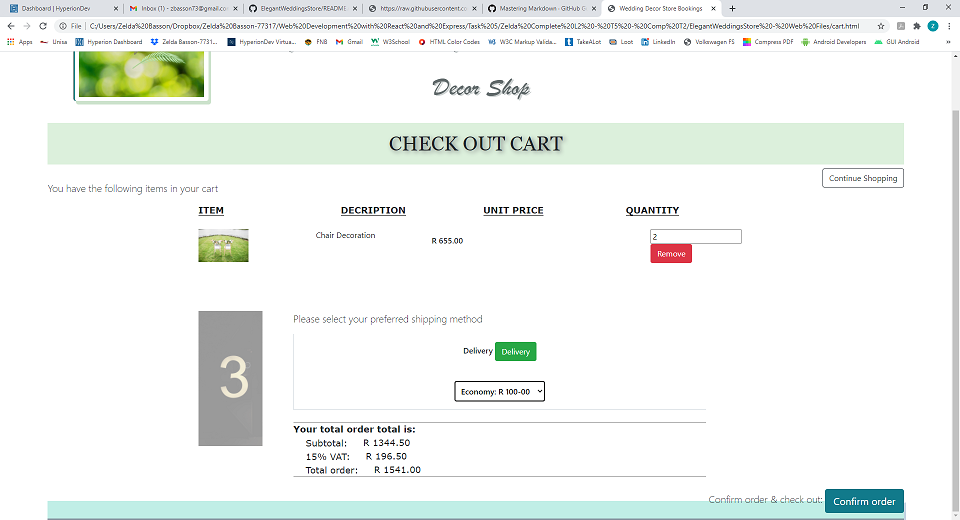 Dashboard | HyperionDev
Inbox (1) - zbasson73@gmail.co
ElegantWeddingsStore/README.
https://raw.githubusercontent.co
Mastering Markdown · GitHub G
Wedding Decor Store Bookings
File | C:/Users/Zelda%20Basson/Dropbox/Zelda%20Basson-77317/Web%20Development%20with%20React%20and%20Express/Task%205/Zelda%20Complete%20L2%20-%20T5%20-%20Comp%20T2/ElegantWeddingsStore%20-%20Web%20Files/cart.html
Apps Unisa Hyperion Dashboard Zelda Basson-7731... HyperionDev Virtua... FNB Gmail W3School HTML Color Codes W3C Markup Valida... TakeALot Loot LinkedIn Volkswagen FS Compress PDF Android Developers GUI Android
Decor Shop
CHECK OUT CART
Continue Shopping
You have the following items in your cart
ITEM DECRIPTION UNIT PRICE QUANTITY
Chair Decoration R 655.00 2
Remove
3
Please select your preferred shipping method
Delivery Delivery
Economy: R 100-00
Your total order total is:
Subtotal: R 1344.50
15% VAT: R 196.50
Total order: R 1541.00
Confirm order & check out: Confirm order